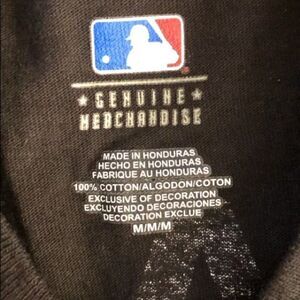 ★ GENUINE ★
MERCHANDISE
MADE IN HONDURAS
HECHO EN HONDURAS
FABRIQUE AU HONDURAS
100% COTTON/ALGODON/COTON
EXCLUSIVE OF DECORATION
EXCLUYENDO DECORACIONES
DECORATION EXCLUE
M/M/M